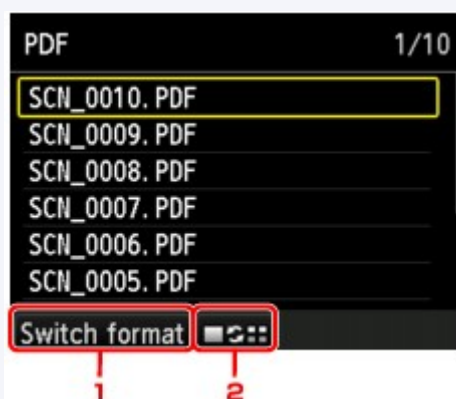 PDF 1/10
SCN_0010.PDF
SCN_0009.PDF
SCN_0008.PDF
SCN_0007.PDF
SCN_0006.PDF
SCN_0005.PDF
Switch format
1 2